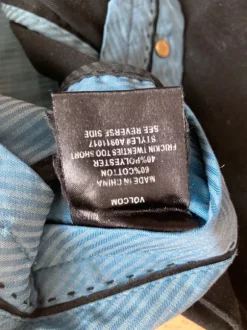 VOLCOM
MADE IN CHINA
60%COTTON
40%POLYESTER
FRICKIN TWENTIES TOO SHORT
STYLE# A0911017
SEE REVERSE SIDE